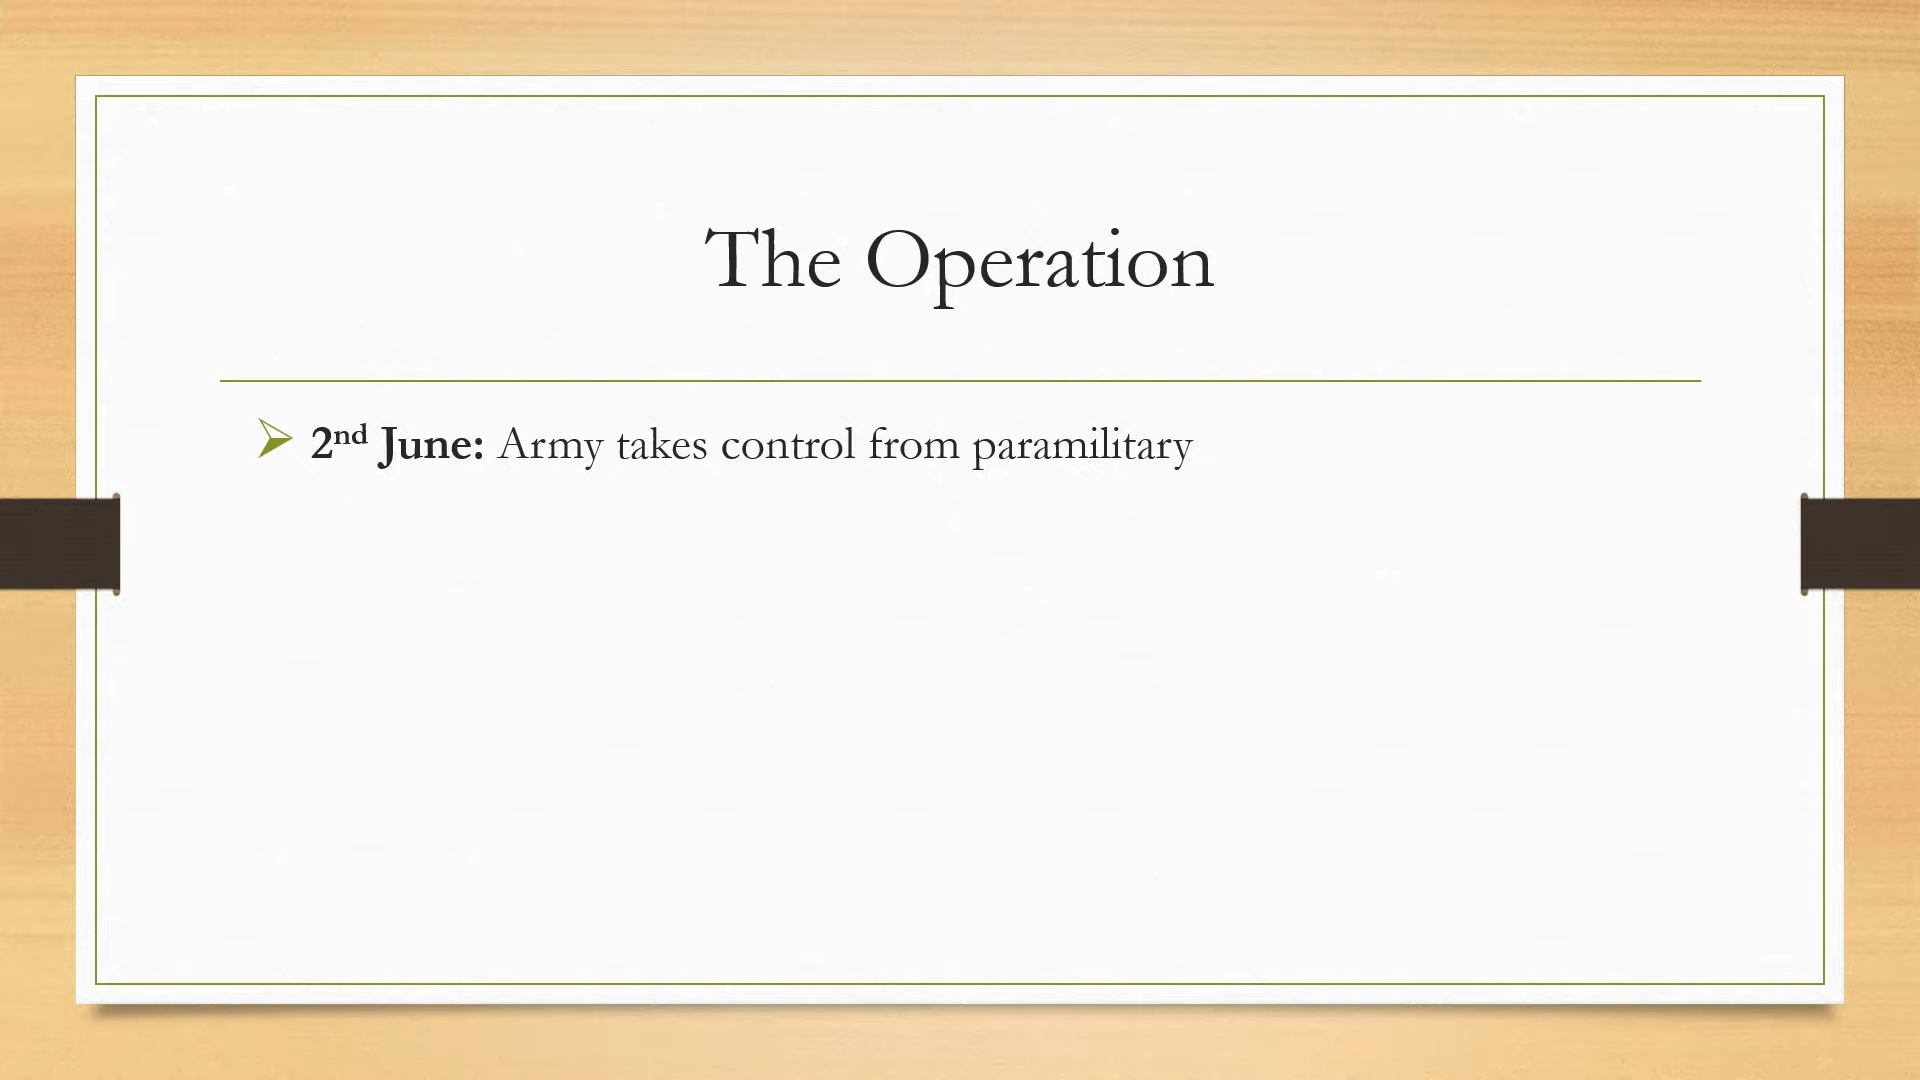 The Operation
2nd June: Army takes control from paramilitary